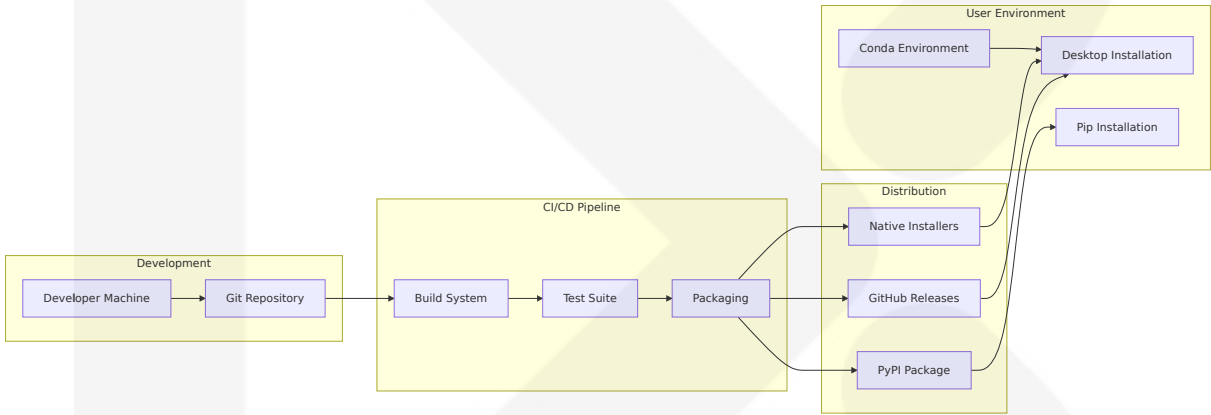 Development
Developer Machine
Git Repository
CI/CD Pipeline
Build System
Test Suite
Packaging
Distribution
Native Installers
GitHub Releases
PyPI Package
User Environment
Conda Environment
Desktop Installation
Pip Installation